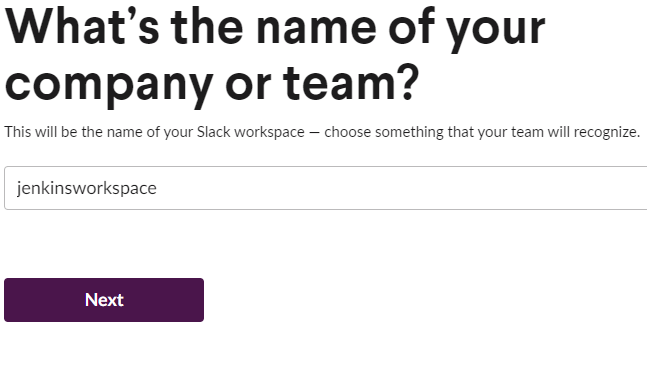 What’s the name of your
company or team?
This will be the name of your Slack workspace — choose something that your team will recognize.
jenkinsworkspace
Next